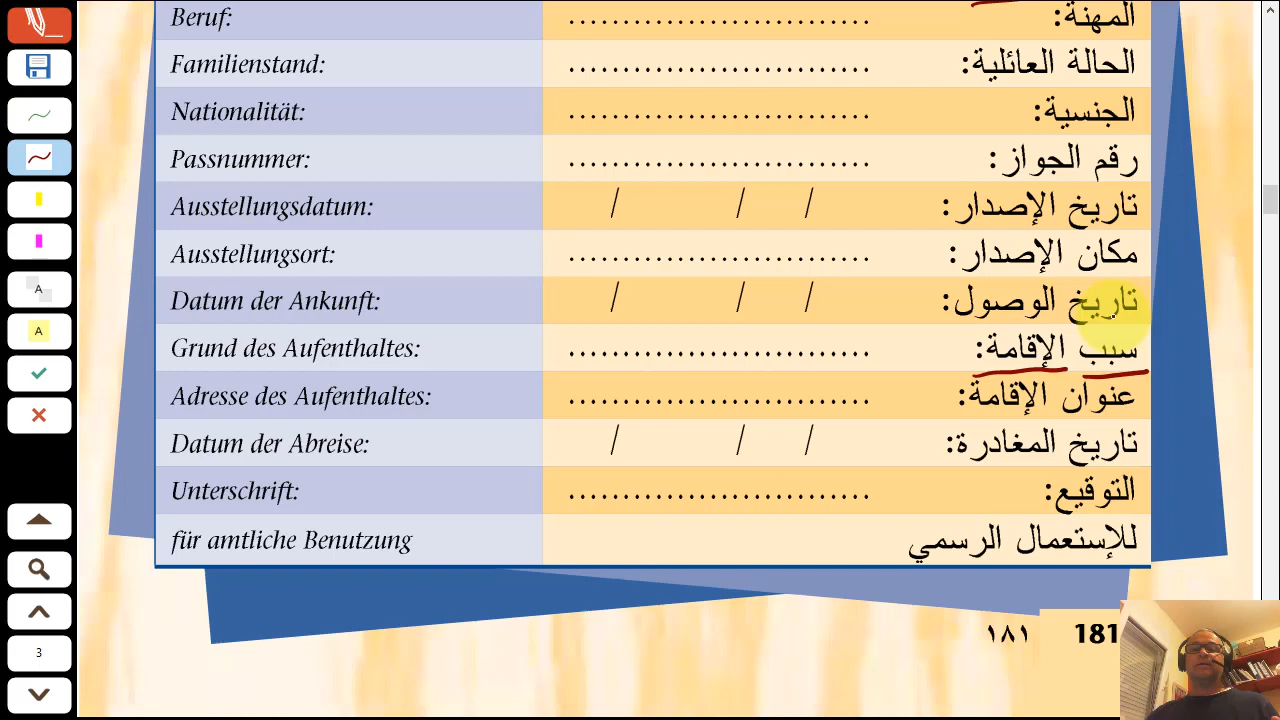 Beuf: ........................... المهنة:
Familienstand: ............................ الحالة العائلية:
Nationalität: ............................ الجنسية:
Passnummer: ............................ رقم الجواز:
Ausstellungsdatum: / / / تاريخ الإصدار:
Ausstellungsort: ............................ مكان الإصدار:
Datum der Ankunft: / / / تاريخ الوصول:
Grund des Aufenthaltes: ............................ سبب الإقامة:
Adresse des Aufenthaltes: ............................ عنوان الإقامة:
Datum der Abreise: / / / تاريخ المغادرة:
Unterschrift: ............................ التوقيع:
für amtliche Benutzung للإستعمال الرسمي
١٨١ 181
A
A
3